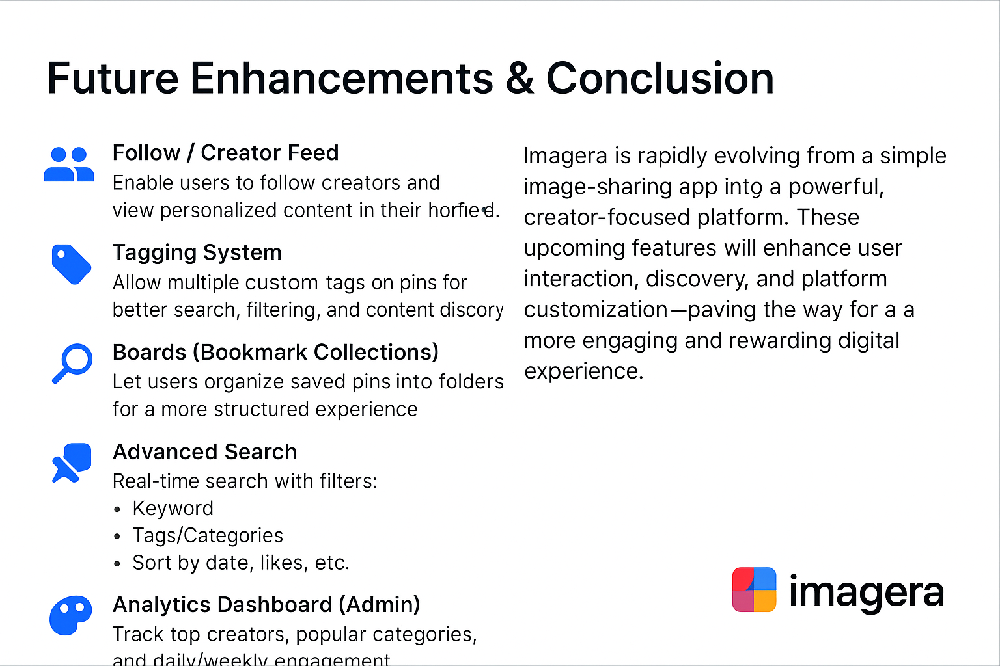 Future Enhancements & Conclusion
Follow / Creator Feed
Enable users to follow creators and
view personalized content in their
Tagging System
Allow multiple custom tags on pins for
better search, filtering, and content discory
Boards (Bookmark Collections)
Let users organize saved pins into folders
for a more structured experience
Advanced Search
Real-time search with filters:
• Keyword
• Tags/Categories
• Sort by date, likes, etc.
Analytics Dashboard (Admin)
Track top creators, popular categories,
and daily/weekly engagement
Imagera is rapidly evolving from a simple
image-sharing app into a powerful,
creator-focused platform. These
upcoming features will enhance user
interaction, discovery, and platform
customization—paving the way for a a
more engaging and rewarding digital
experience.
imagera